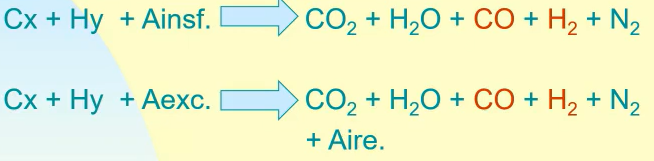 Cx + Hy + Ainsf. ⇨ CO₂ + H₂O + CO + H₂ + N₂
Cx + Hy + Aexc. ⇨ CO₂ + H₂O + CO + H₂ + N₂
+ Aire.